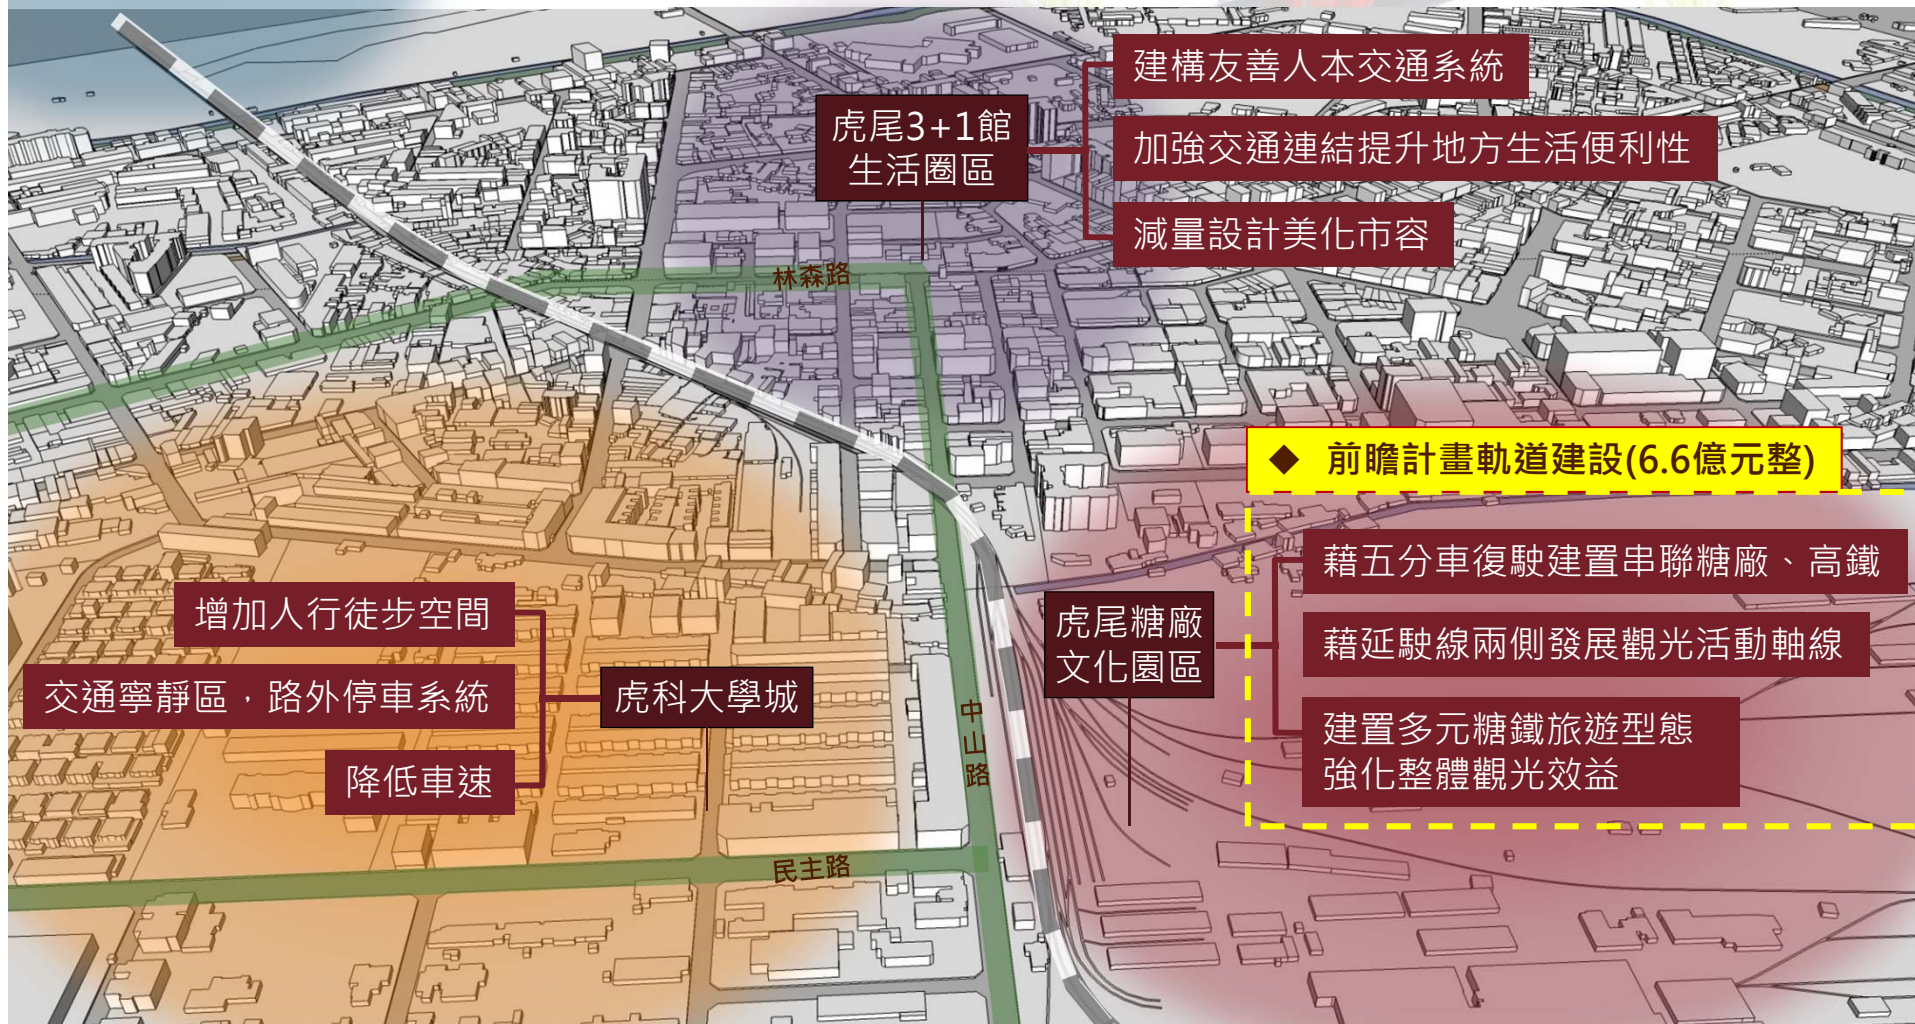 虎尾3+1館
生活圈區
建構友善人本交通系統
加強交通連結提升地方生活便利性
減量設計美化市容
林森路
◆ 前瞻計畫軌道建設(6.6億元整)
虎尾糖廠
文化園區
藉五分車復駛建置串聯糖廠、高鐵
藉延駛線兩側發展觀光活動軸線
建置多元糖鐵旅遊型態
強化整體觀光效益
增加人行徒步空間
交通寧靜區，路外停車系統
降低車速
虎科大學城
中山路
民主路